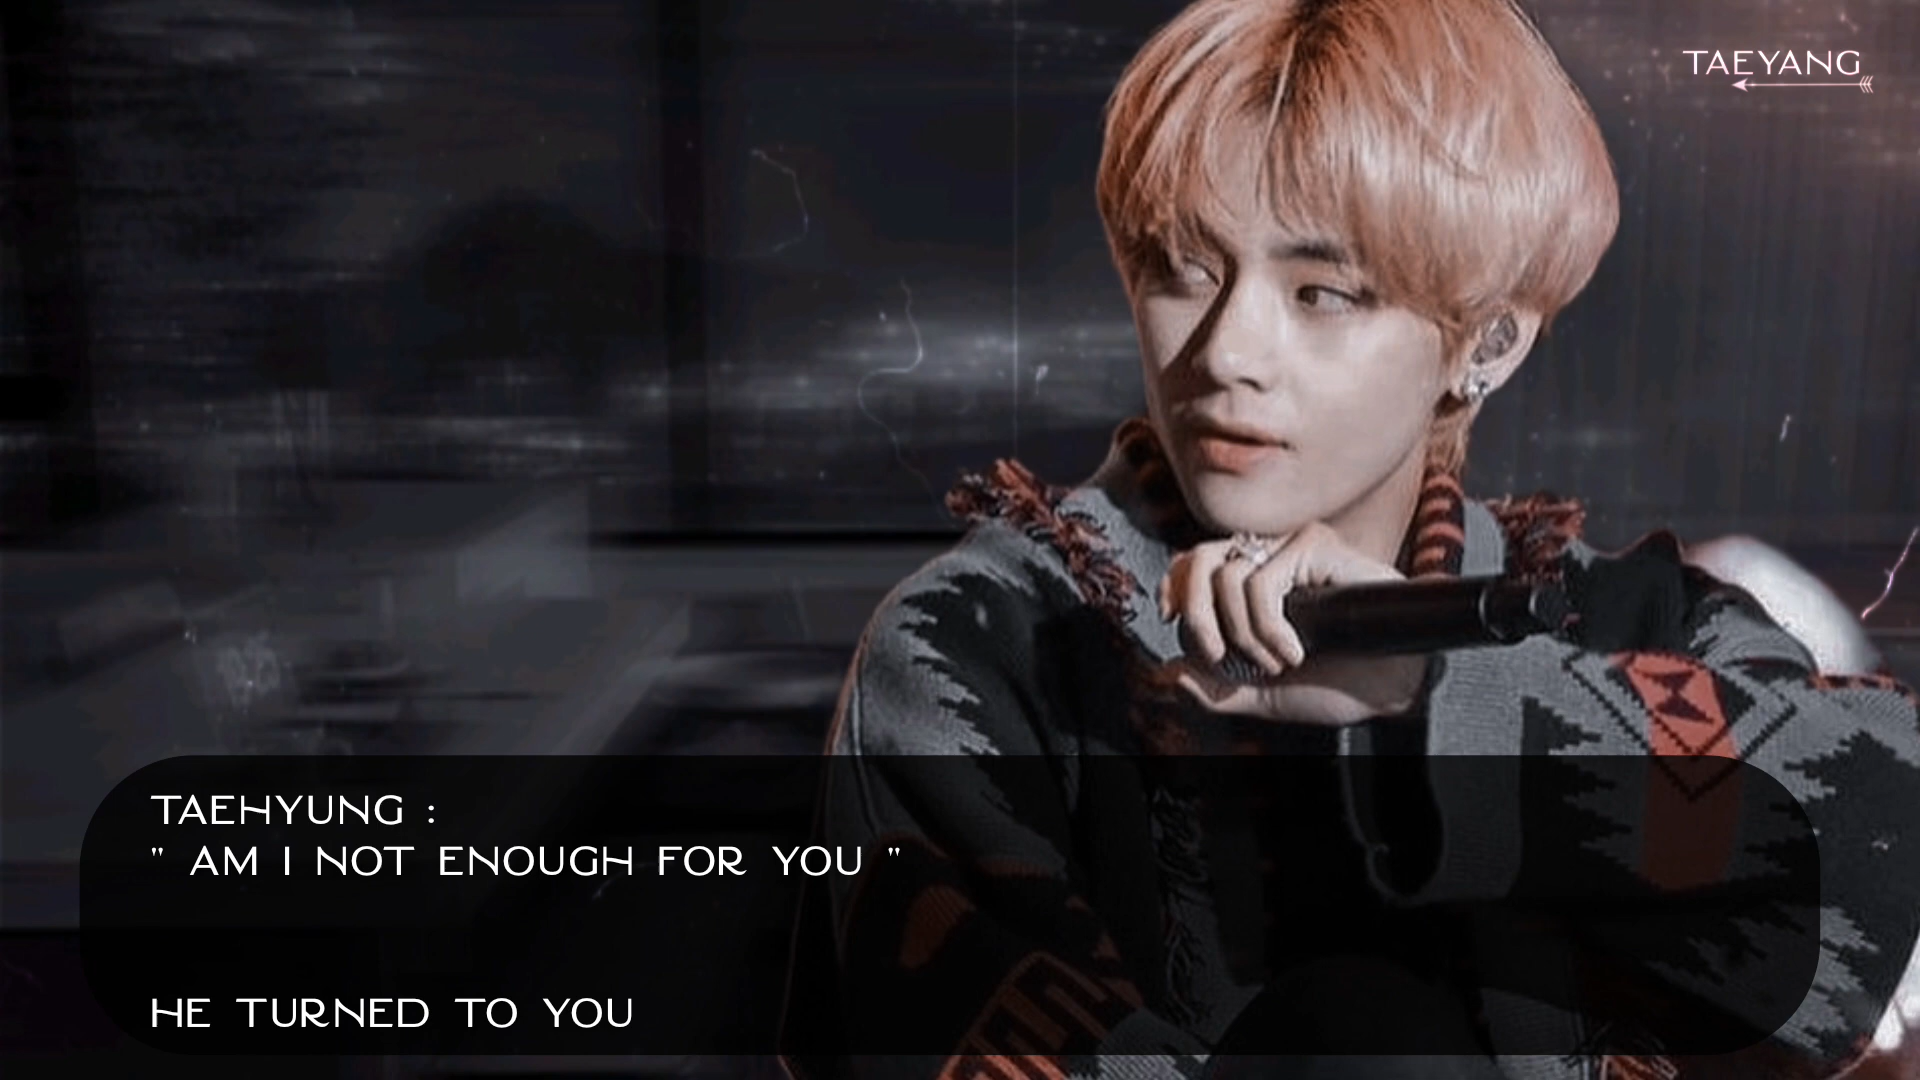 TAEYANG
TAEHYUNG :
" AM I NOT ENOUGH FOR YOU "
HE TURNED TO YOU